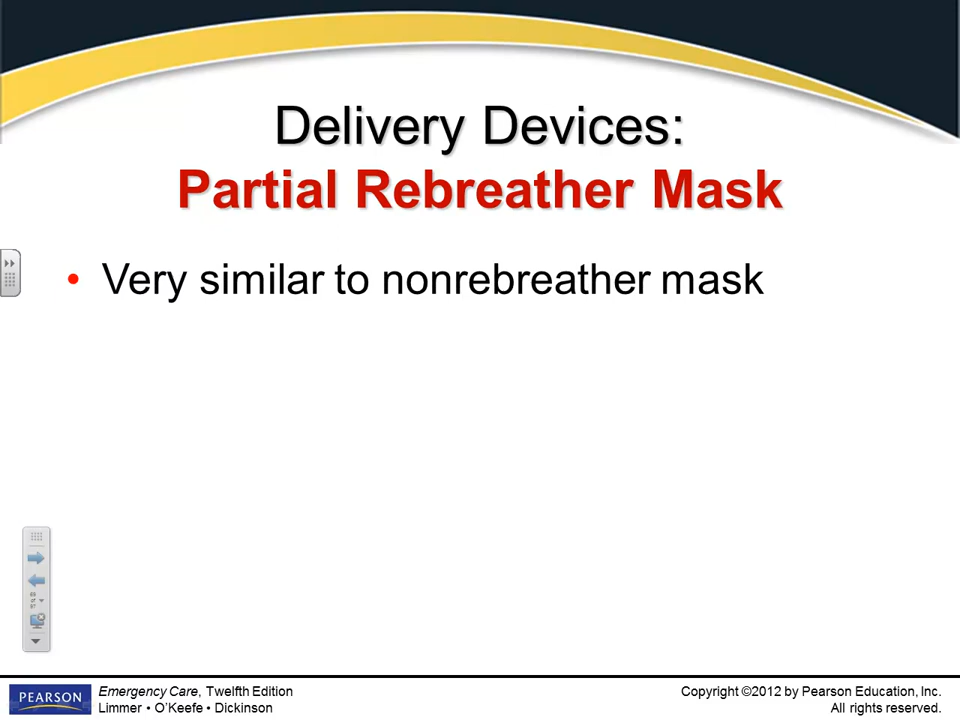 Delivery Devices:
Partial Rebreather Mask
• Very similar to nonrebreather mask
PEARSON
Emergency Care, Twelfth Edition
Limmer • O'Keefe • Dickinson
Copyright ©2012 by Pearson Education, Inc.
All rights reserved.